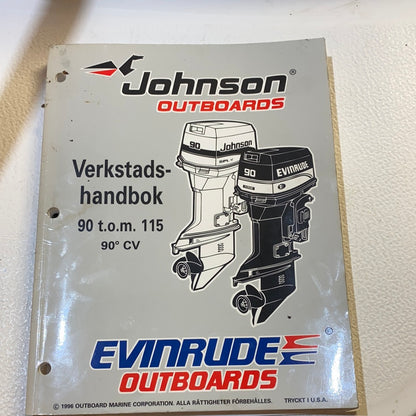 Johnson®
OUTBOARDS
Verkstads-
handbok
90 t.o.m. 115
90° CV
90
Johnson
90
EVINRUDE
EVINRUDE®
OUTBOARDS
© 1996 OUTBOARD MARINE CORPORATION. ALLA RÄTTIGHETER FÖRBEHÅLLES. TRYCKT I U.S.A.